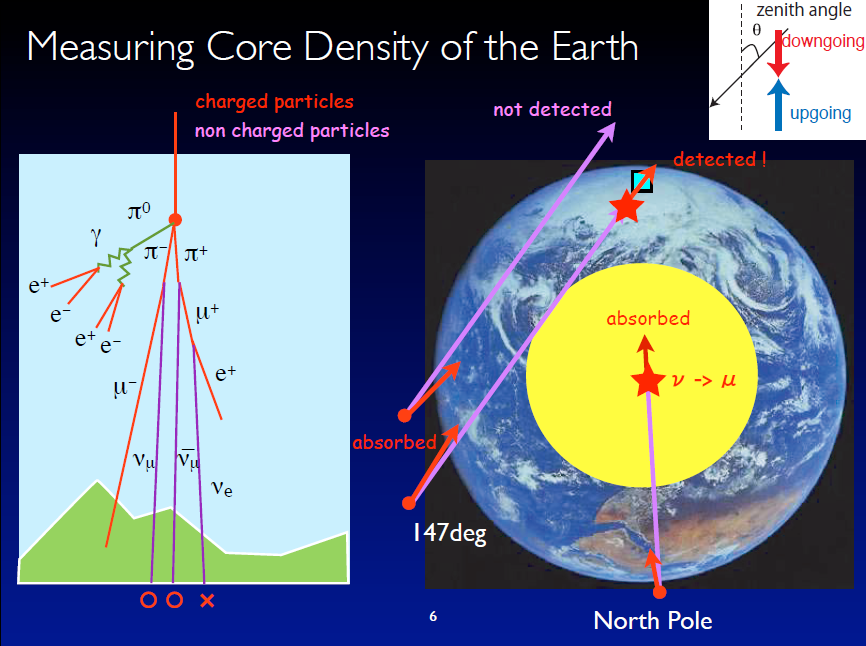 Measuring Core Density of the Earth
zenith angle
θ
downgoing
upgoing
charged particles
non charged particles
π0
γ
π− π+
e+
e−
e+ e−
μ+
e+
μ−
νμ
ν̅μ
νe
not detected
detected !
absorbed
ν -> μ
absorbed
147deg
North Pole
6